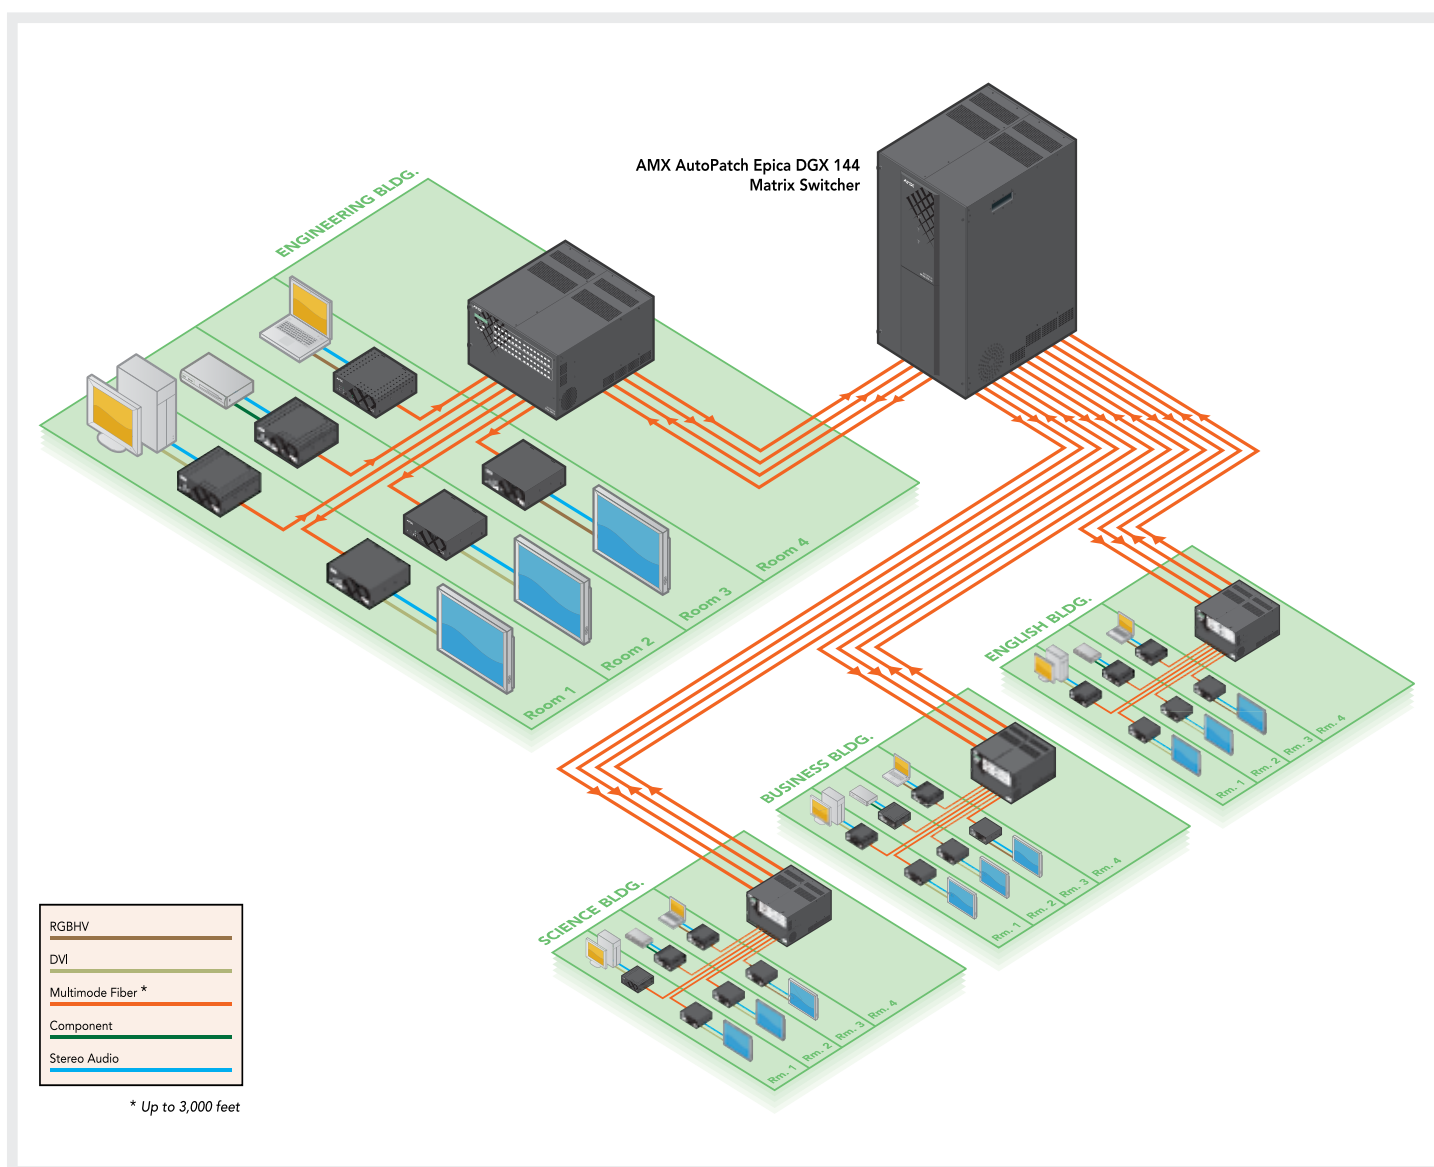 AMX AutoPatch Epica DGX 144
Matrix Switcher
ENGINEERING BLDG.
Room 1
Room 2
Room 3
Room 4
ENGLISH BLDG.
Rm. 1
Rm. 2
Rm. 3
Rm. 4
BUSINESS BLDG.
Rm. 1
Rm. 2
Rm. 3
Rm. 4
SCIENCE BLDG.
Rm. 1
Rm. 2
Rm. 3
Rm. 4
RGBHV
DVI
Multimode Fiber *
Component
Stereo Audio
* Up to 3,000 feet